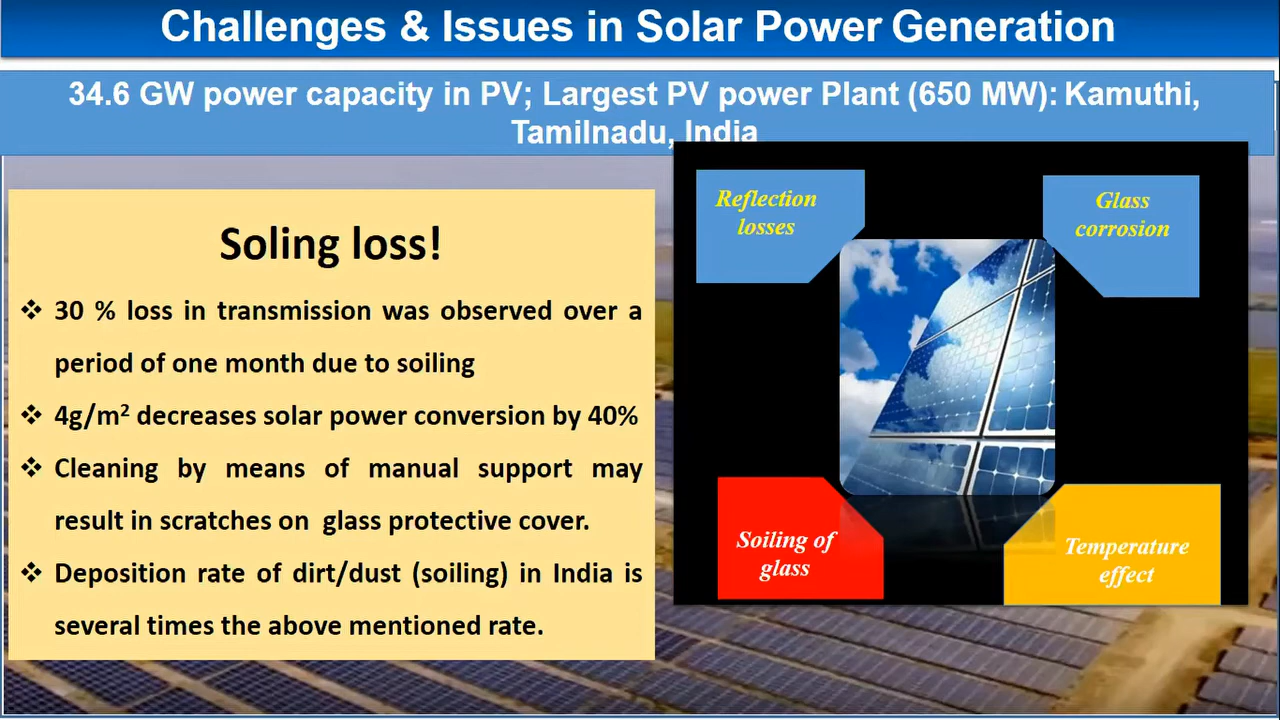 Challenges & Issues in Solar Power Generation
34.6 GW power capacity in PV; Largest PV power Plant (650 MW): Kamuthi,
Tamilnadu, India
Soling loss!
❖ 30 % loss in transmission was observed over a
period of one month due to soiling
❖ 4g/m² decreases solar power conversion by 40%
❖ Cleaning by means of manual support may
result in scratches on glass protective cover.
❖ Deposition rate of dirt/dust (soiling) in India is
several times the above mentioned rate.
Reflection
losses
Glass
corrosion
Soiling of
glass
Temperature
effect